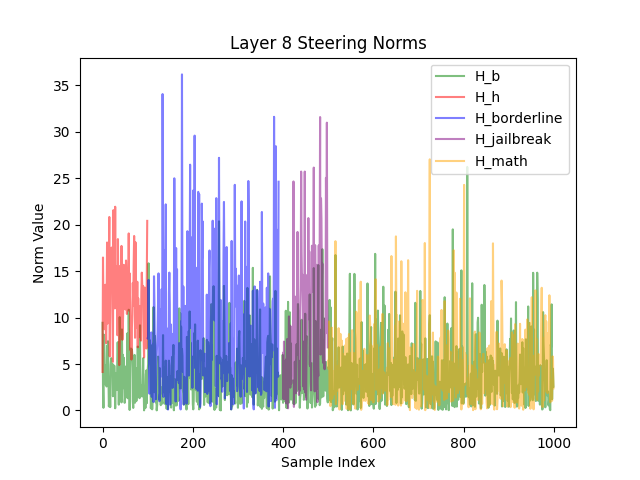 Layer 8 Steering Norms
Norm Value
35
30
25
20
15
10
5
0
H_b
H_h
H_borderline
H_jailbreak
H_math
0
200
400
600
800
1000
Sample Index